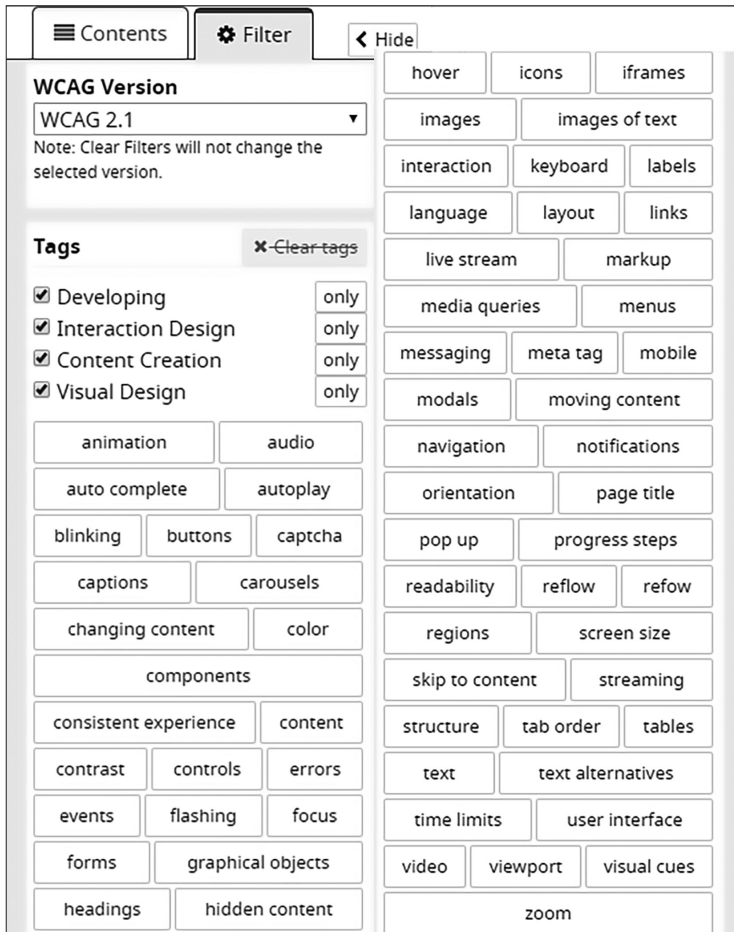 Contents Filter Hide
WCAG Version
WCAG 2.1
Note: Clear Filters will not change the
selected version.
Tags Clear tags
Developing only
Interaction Design only
Content Creation only
Visual Design only
animation audio
auto complete autoplay
blinking buttons captcha
captions carousels
changing content color
components
consistent experience content
contrast controls errors
events flashing focus
forms graphical objects
headings hidden content
hover icons iframes
images images of text
interaction keyboard labels
language layout links
live stream markup
media queries menus
messaging meta tag mobile
modals moving content
navigation notifications
orientation page title
pop up progress steps
readability reflow refow
regions screen size
skip to content streaming
structure tab order tables
text text alternatives
time limits user interface
video viewport visual cues
zoom